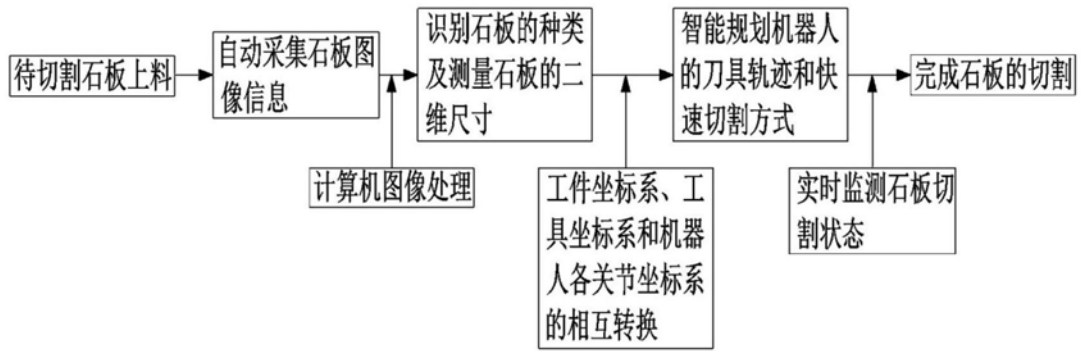 待切割石板上料
自动采集石板图
像信息
识别石板的种类
及测量石板的二
维尺寸
智能规划机器人
的刀具轨迹和快
速切割方式
完成石板的切割
计算机图像处理
工件坐标系、工
具坐标系和机器
人各关节坐标系
的相互转换
实时监测石板切
割状态